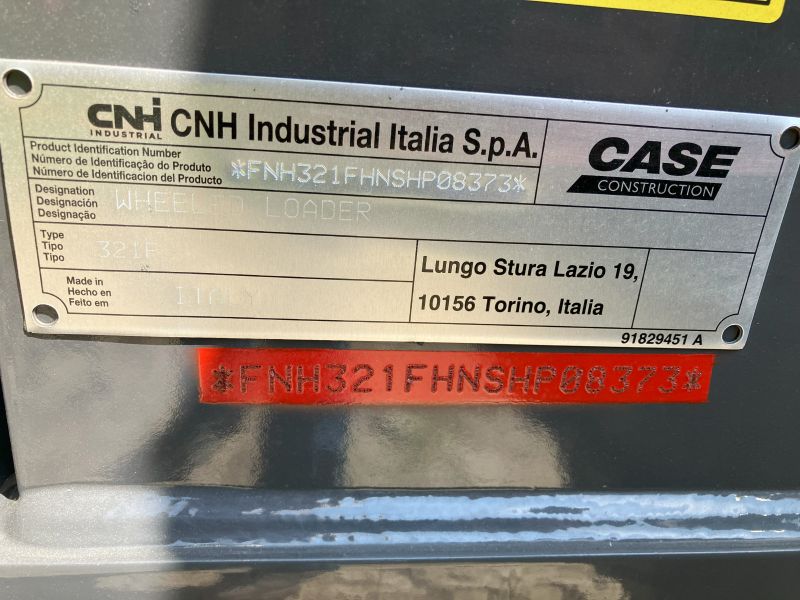 CNHi
INDUSTRIAL
CNH Industrial Italia S.p.A.
CASE
CONSTRUCTION
Product Identification Number
Número de Identificação do Produto
Número de Identificacion del Producto
*FNH321FHNSHP08373*
Designation
Designación
Designação
WHEELED LOADER
Type
Tipo
Tipo
321F
Lungo Stura Lazio 19,
10156 Torino, Italia
Made in
Hecho en
Feito em
91829451 A
*FNH321FHNSHP08373*